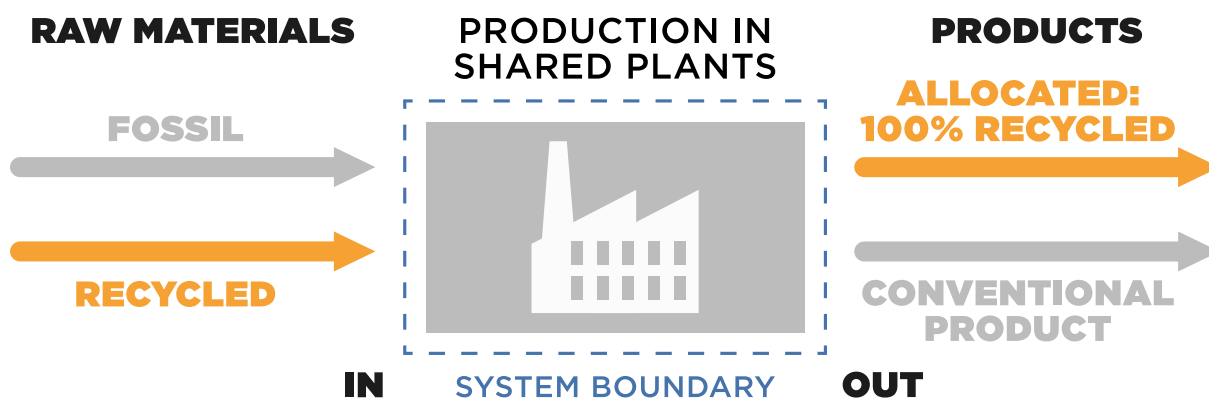 RAW MATERIALS
FOSSIL
RECYCLED
PRODUCTION IN
SHARED PLANTS
PRODUCTS
ALLOCATED:
100% RECYCLED
CONVENTIONAL
PRODUCT
IN
SYSTEM BOUNDARY
OUT